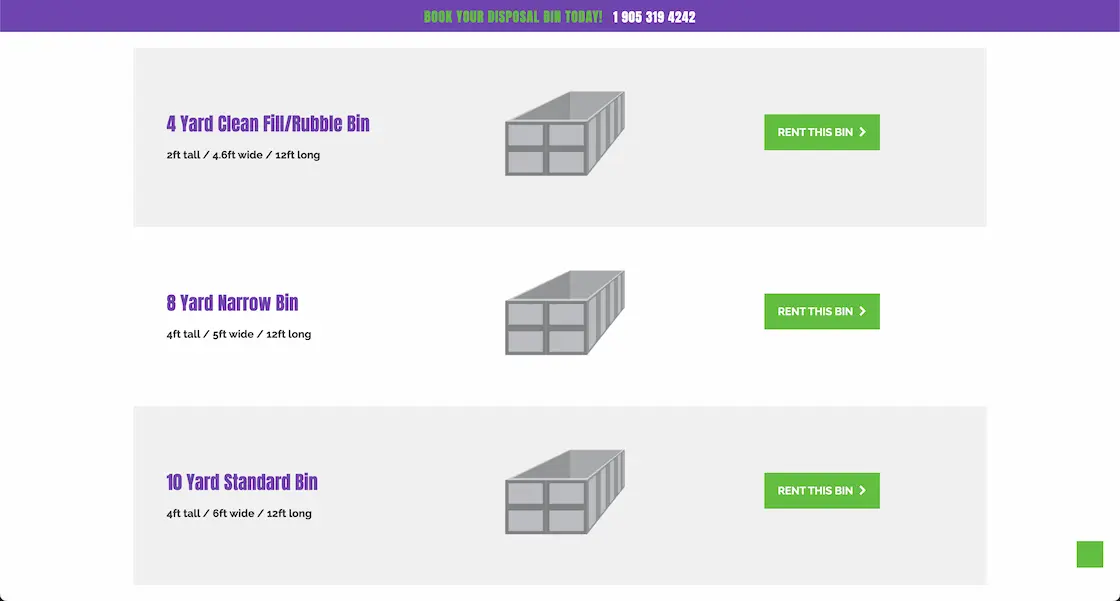 BOOK YOUR DISPOSAL BIN TODAY! 1 905 319 4242
4 Yard Clean Fill/Rubble Bin
2ft tall / 4.6ft wide / 12ft long
RENT THIS BIN
8 Yard Narrow Bin
4ft tall / 5ft wide / 12ft long
RENT THIS BIN
10 Yard Standard Bin
4ft tall / 6ft wide / 12ft long
RENT THIS BIN